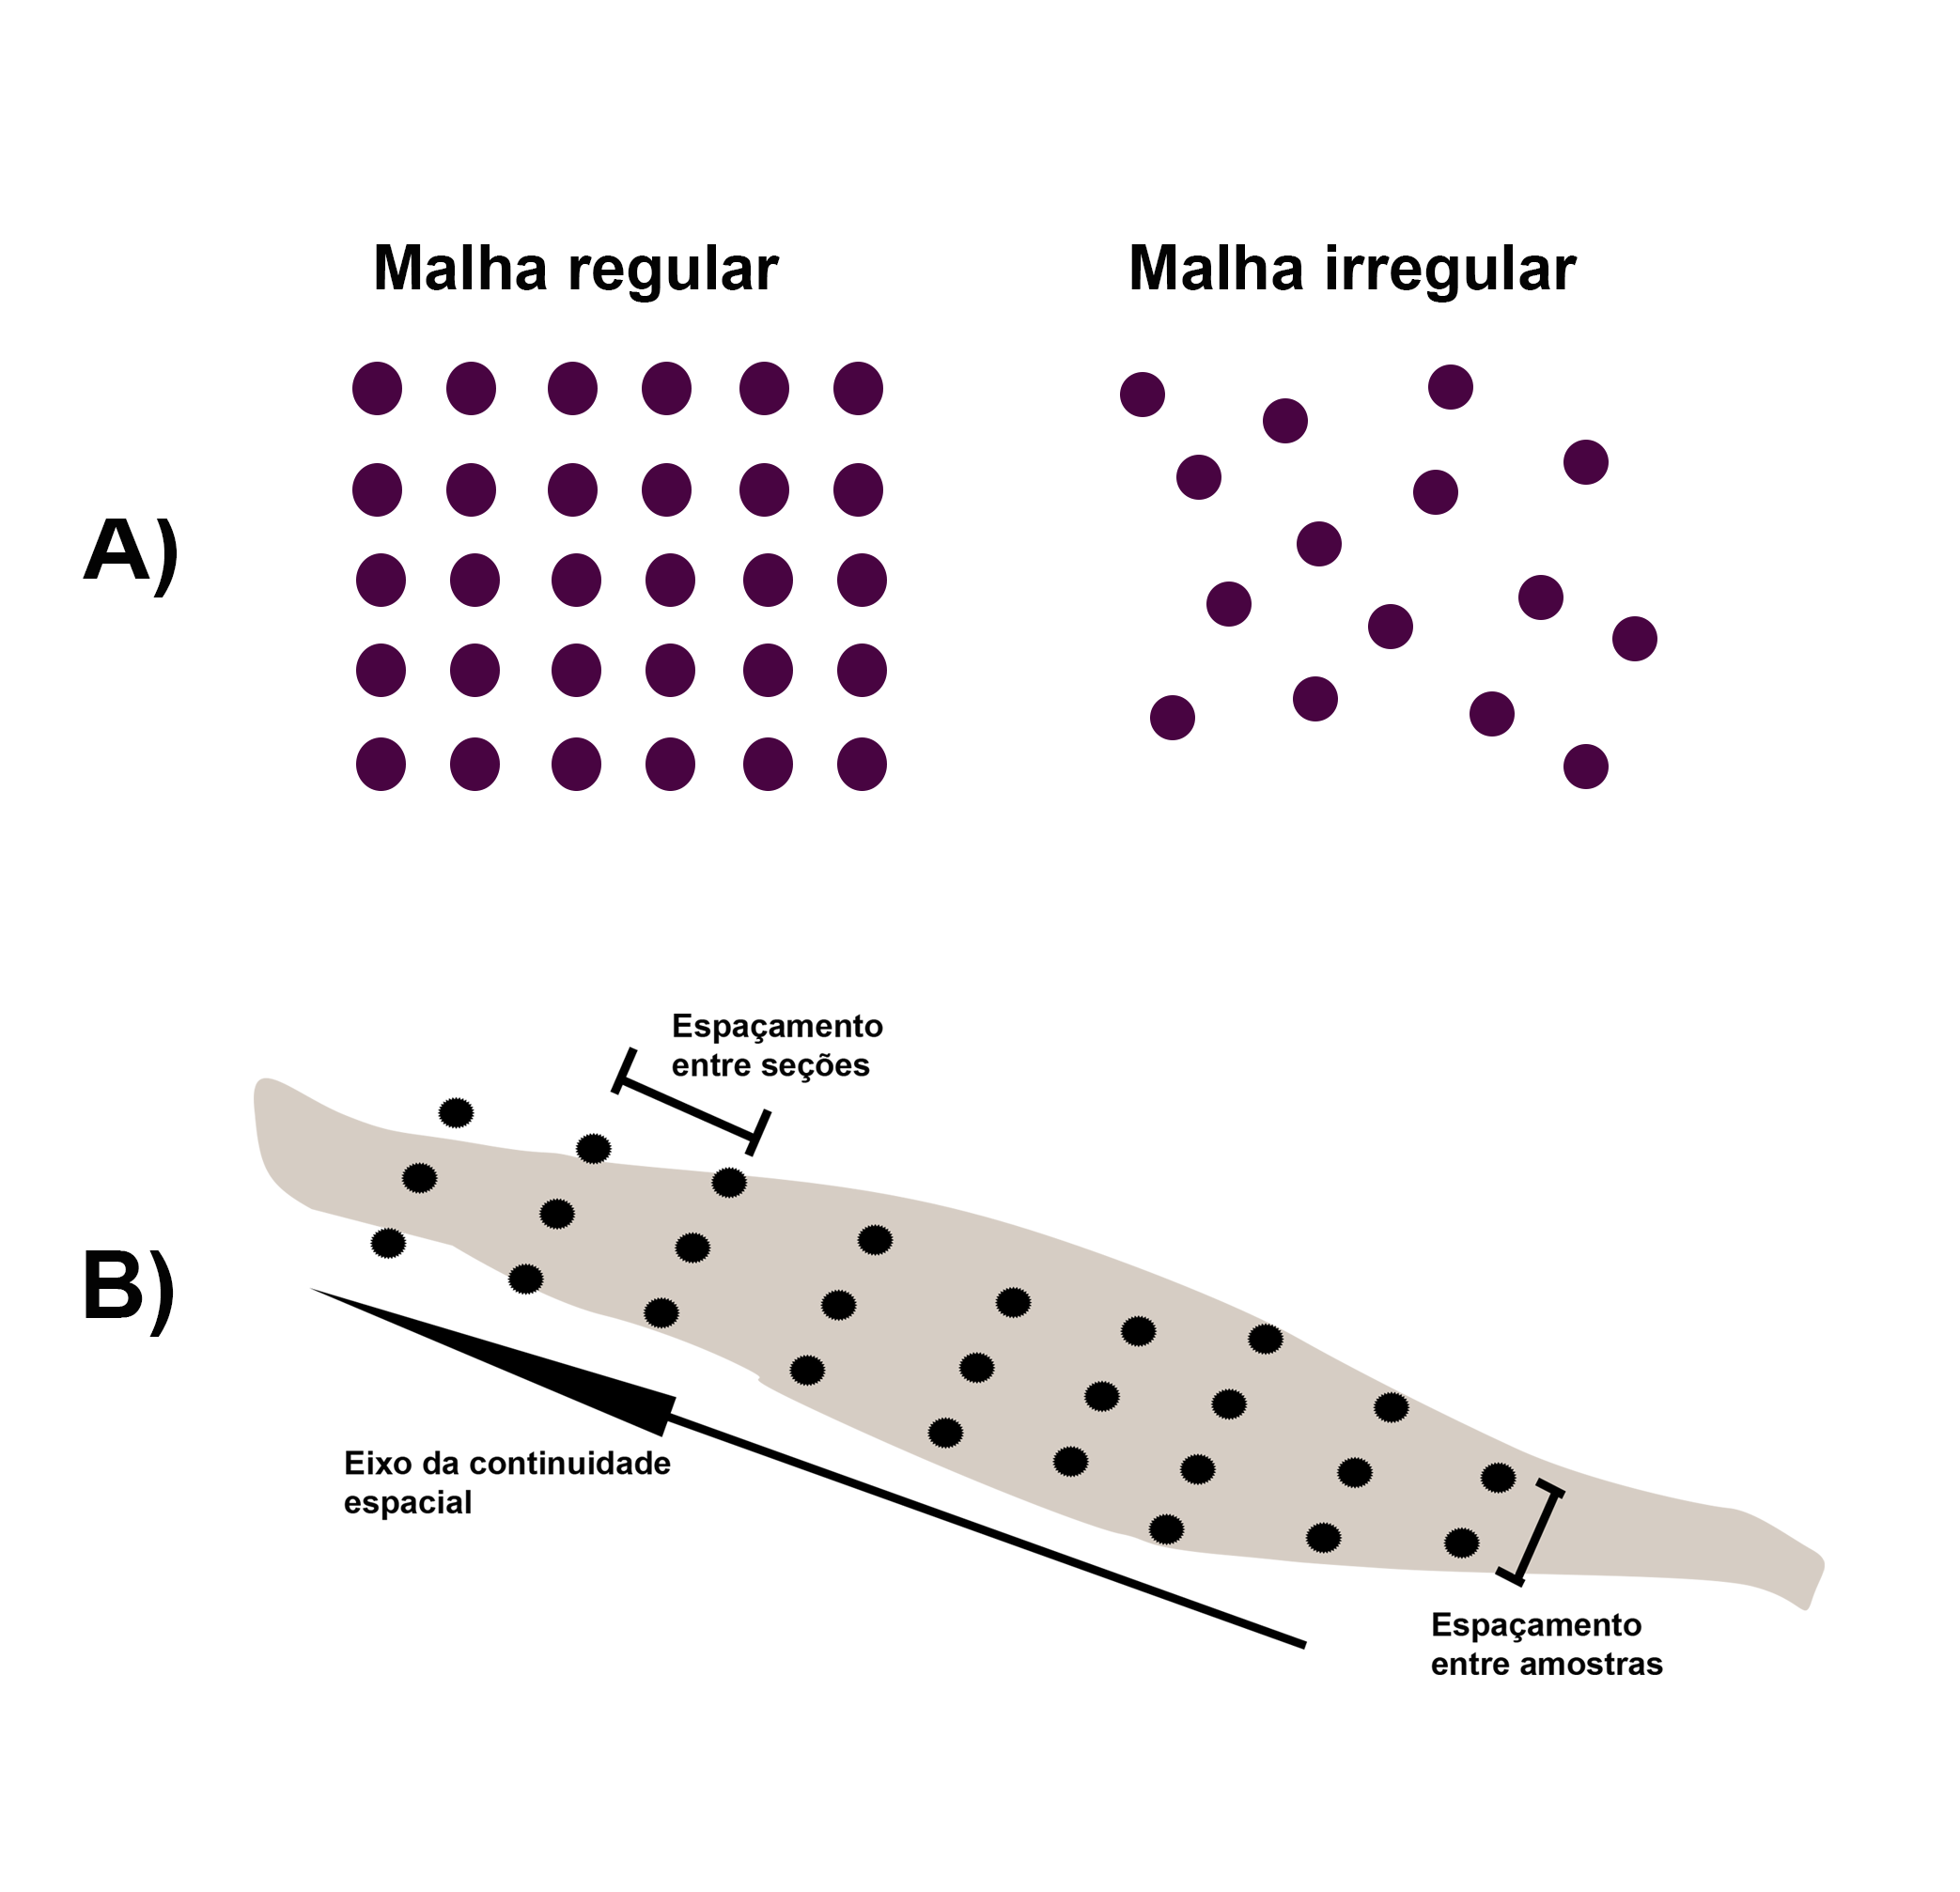 Malha regular
Malha irregular
A)
Espaçamento
entre seções
B)
Eixo da continuidade
espacial
Espaçamento
entre amostras